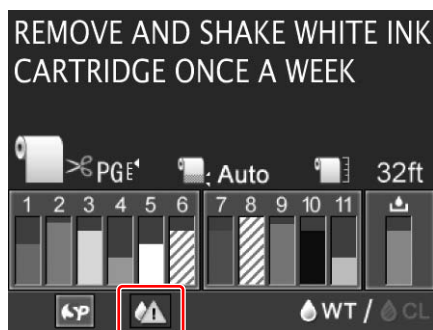 REMOVE AND SHAKE WHITE INK
CARTRIDGE ONCE A WEEK
PGE : Auto 32ft
1 2 3 4 5 6 7 8 9 10 11
P WT / CL